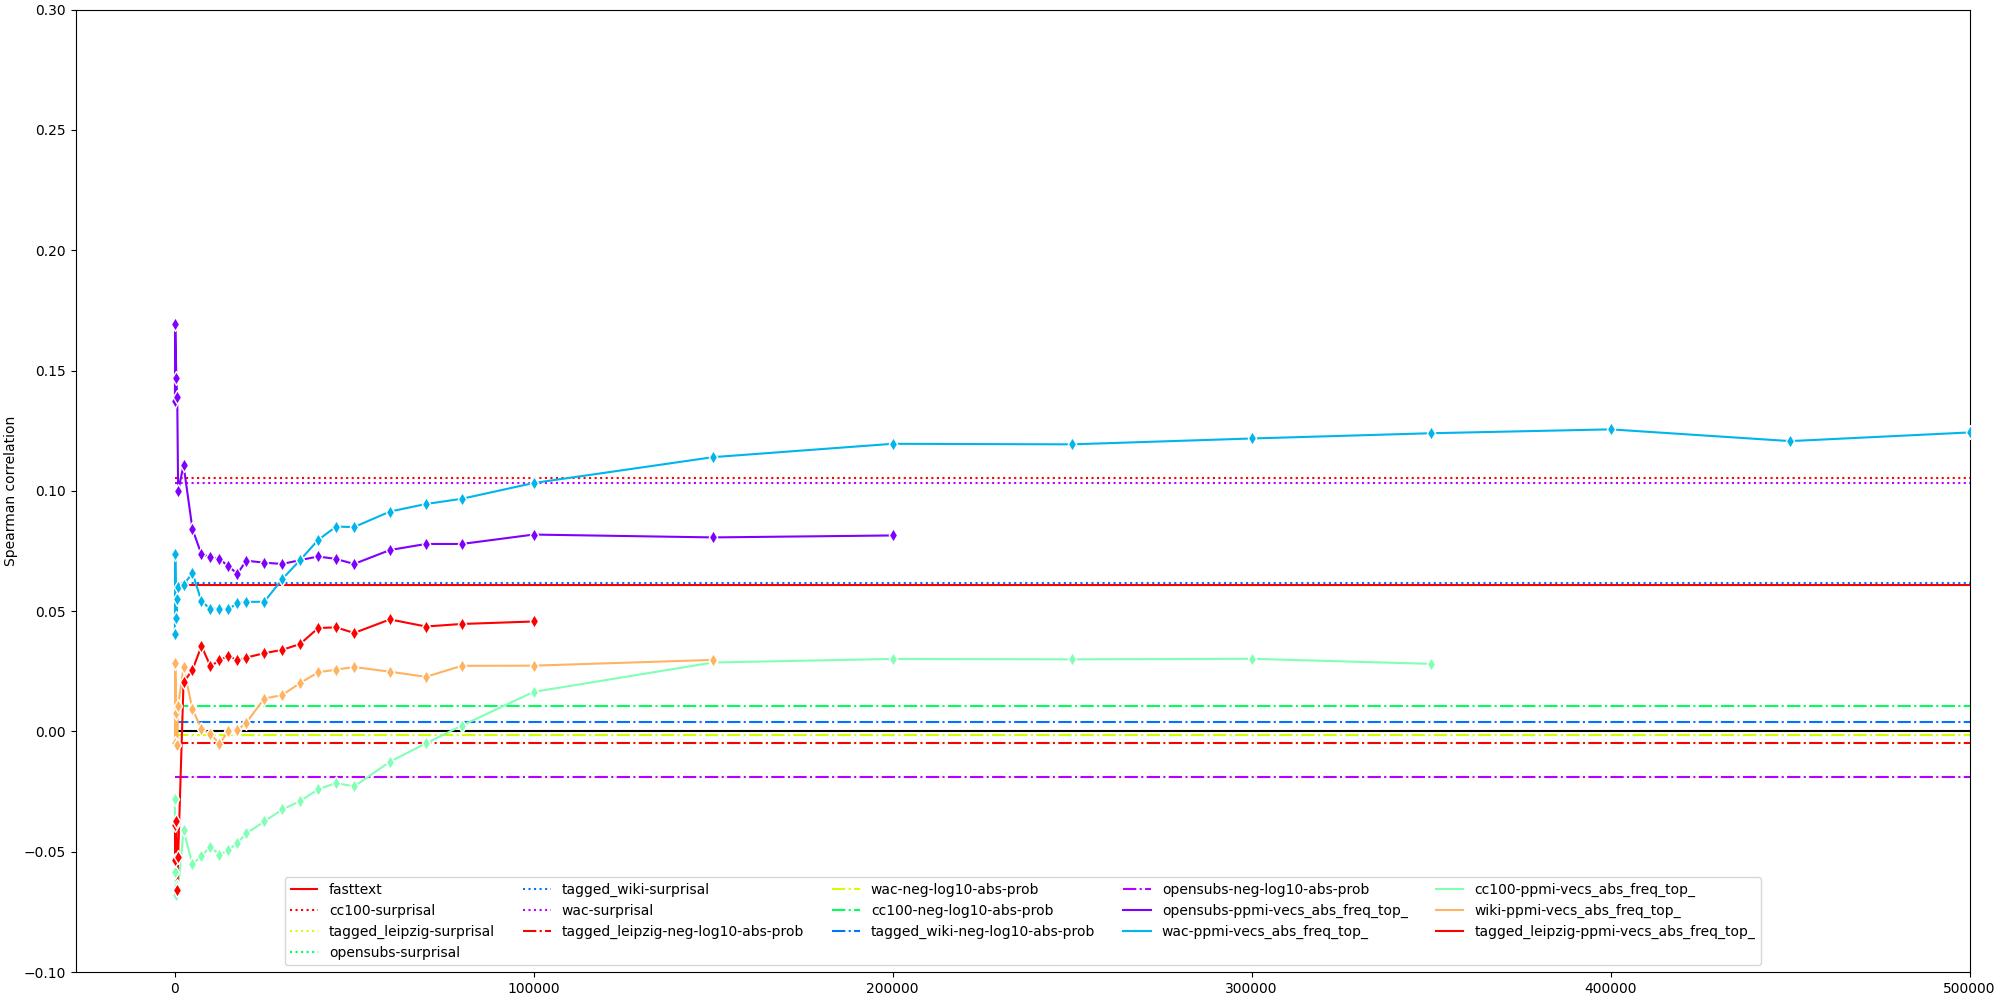 0.30
0.25
0.20
0.15
0.10
0.05
0.00
−0.05
−0.10
Spearman correlation
0
100000
200000
300000
400000
500000
fasttext
cc100-surprisal
tagged_leipzig-surprisal
opensubs-surprisal
tagged_wiki-surprisal
wac-surprisal
tagged_leipzig-neg-log10-abs-prob
wac-neg-log10-abs-prob
cc100-neg-log10-abs-prob
tagged_wiki-neg-log10-abs-prob
opensubs-neg-log10-abs-prob
opensubs-ppmi-vecs_abs_freq_top_
wac-ppmi-vecs_abs_freq_top_
cc100-ppmi-vecs_abs_freq_top_
wiki-ppmi-vecs_abs_freq_top_
tagged_leipzig-ppmi-vecs_abs_freq_top_